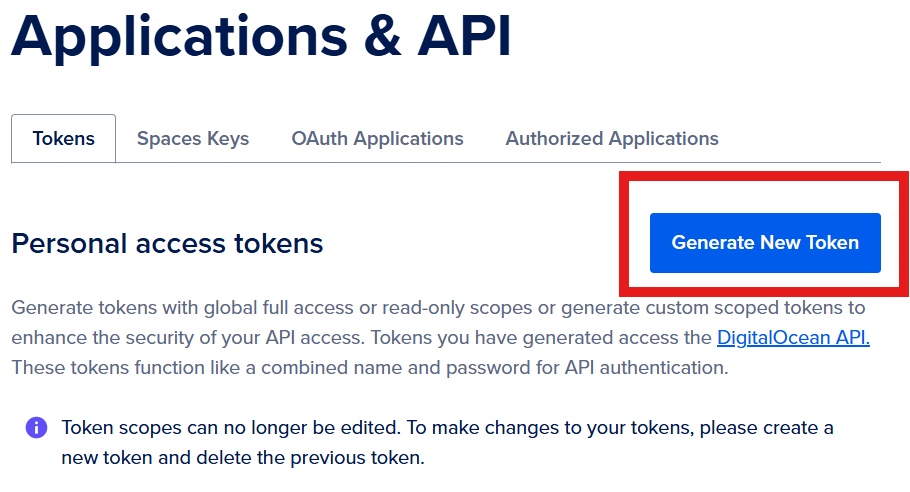 Applications & API
Tokens
Spaces Keys
OAuth Applications
Authorized Applications
Personal access tokens
Generate New Token
Generate tokens with global full access or read-only scopes or generate custom scoped tokens to
enhance the security of your API access. Tokens you have generated access the DigitalOcean API.
These tokens function like a combined name and password for API authentication.
Token scopes can no longer be edited. To make changes to your tokens, please create a
new token and delete the previous token.